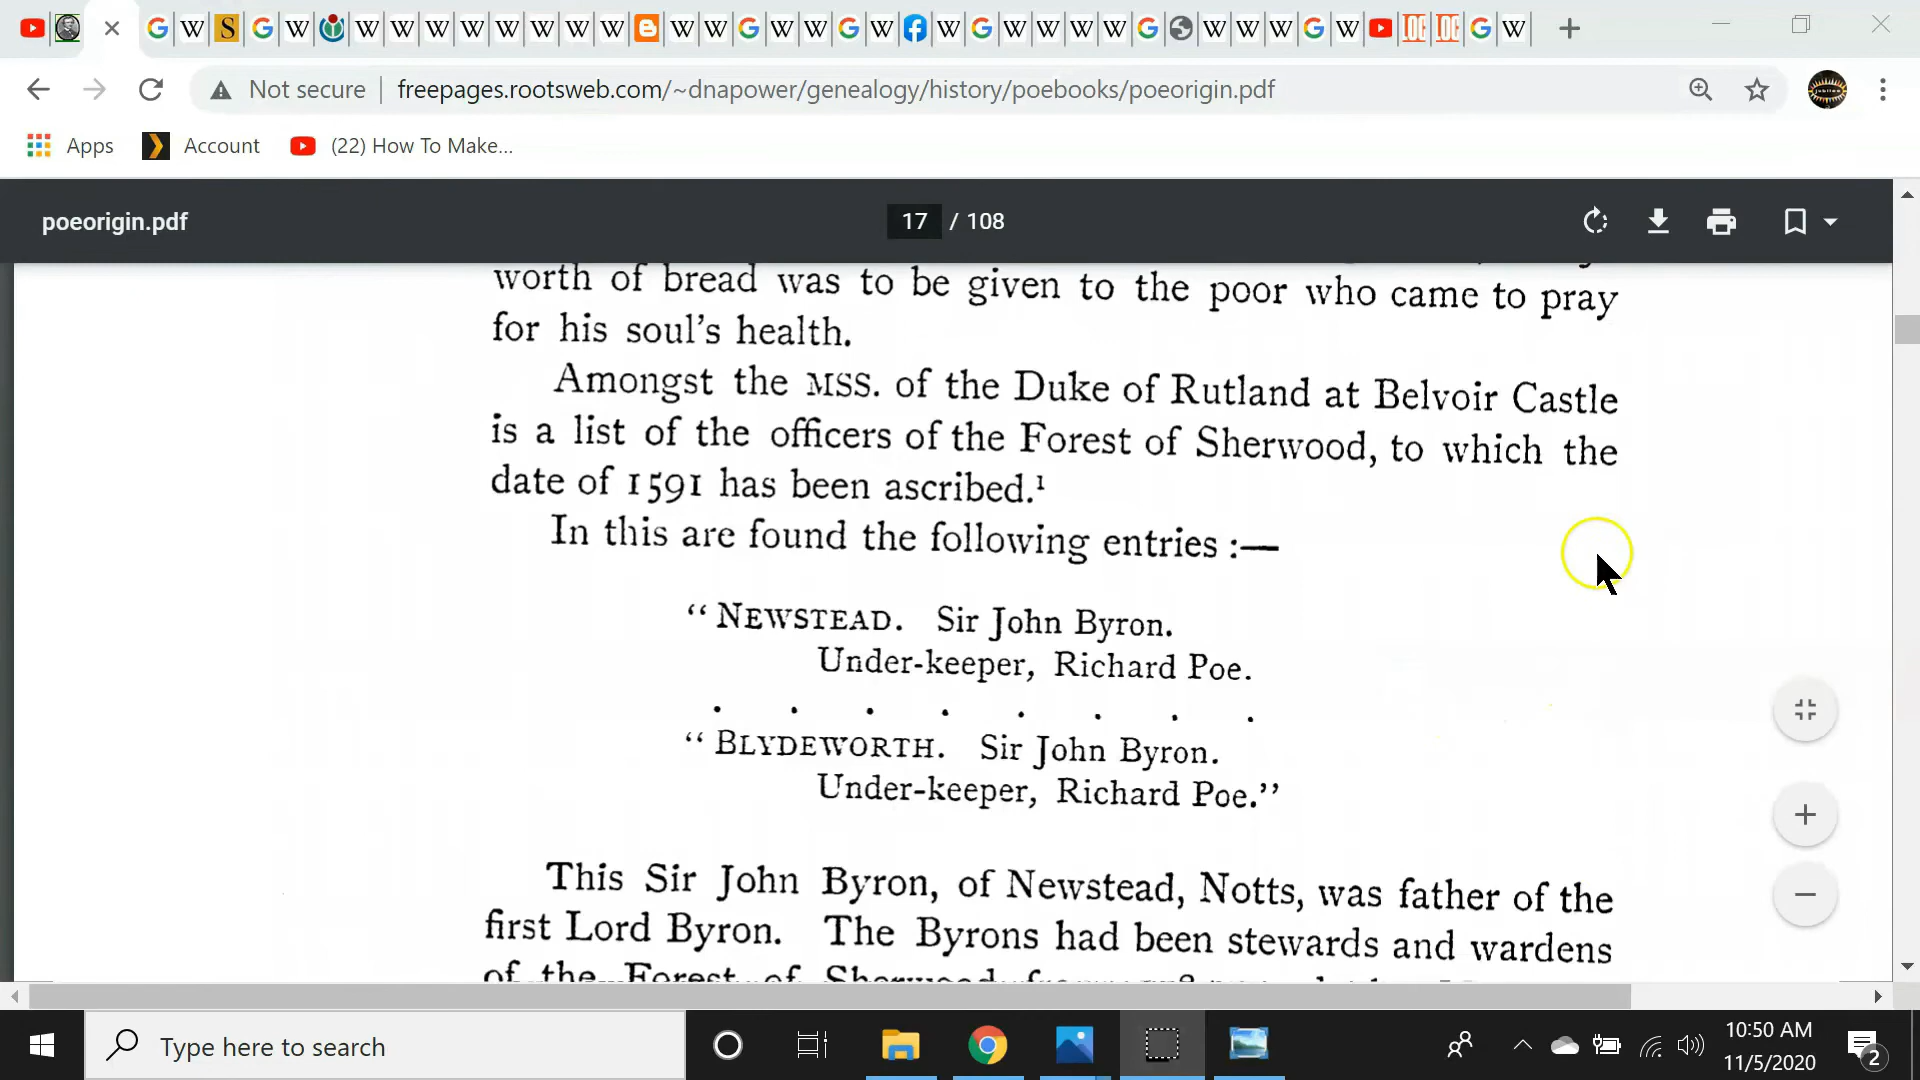 Not secure freepages.rootsweb.com/~dnapower/genealogy/history/poebooks/poeorigin.pdf
Apps Account (22) How To Make...
poeorigin.pdf 17 / 108
worth of bread was to be given to the poor who came to pray
for his soul's health.
Amongst the MSS. of the Duke of Rutland at Belvoir Castle
is a list of the officers of the Forest of Sherwood, to which the
date of 1591 has been ascribed.¹
In this are found the following entries :—
“ NEWSTEAD. Sir John Byron.
Under-keeper, Richard Poe.
. . . . . . . .
“ BLYDEWORTH. Sir John Byron.
Under-keeper, Richard Poe.”
This Sir John Byron, of Newstead, Notts, was father of the
first Lord Byron. The Byrons had been stewards and wardens
of the Forest of Sherwood
Type here to search
10:50 AM
11/5/2020
2